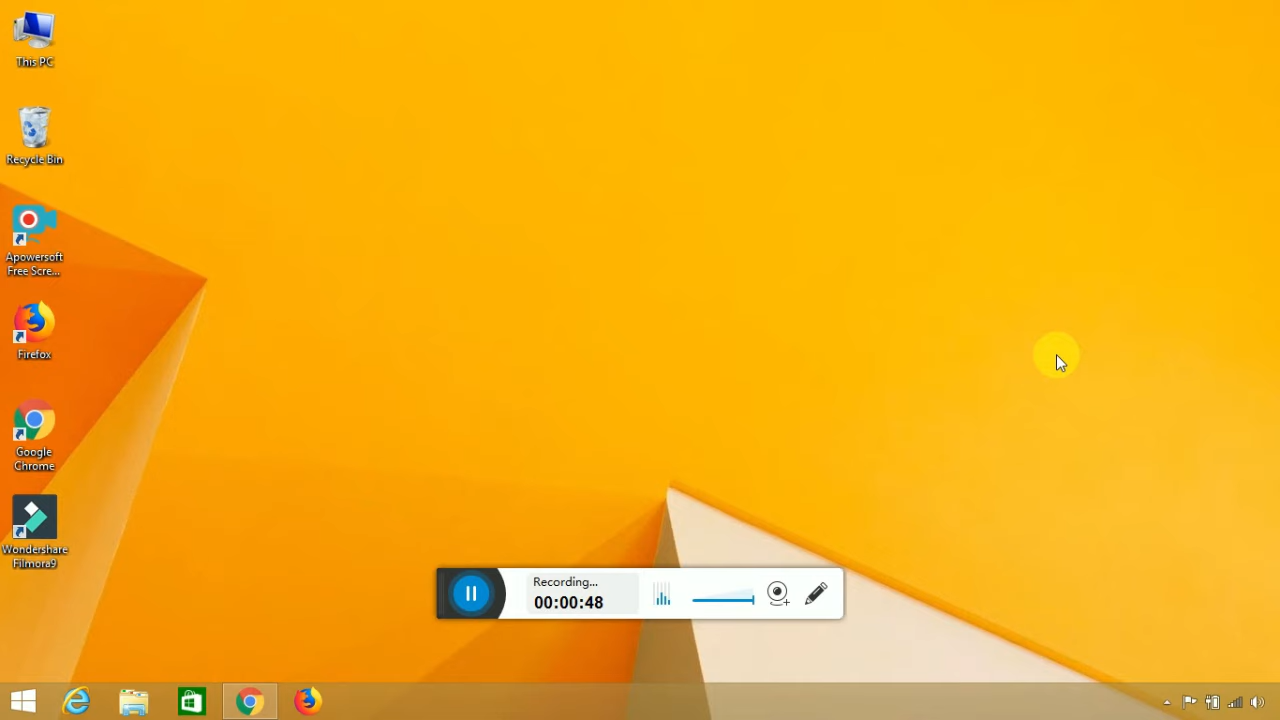 This PC
Recycle Bin
Apowersoft
Free Scre...
Firefox
Google
Chrome
Wondershare
Filmora9
Recording...
00:00:48